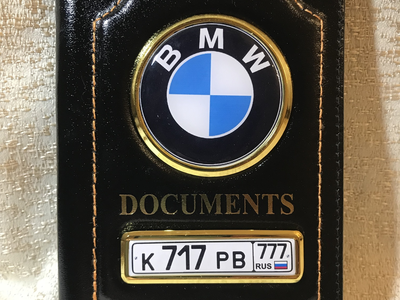 BMW
DOCUMENTS
К 717 РВ 777
RUS